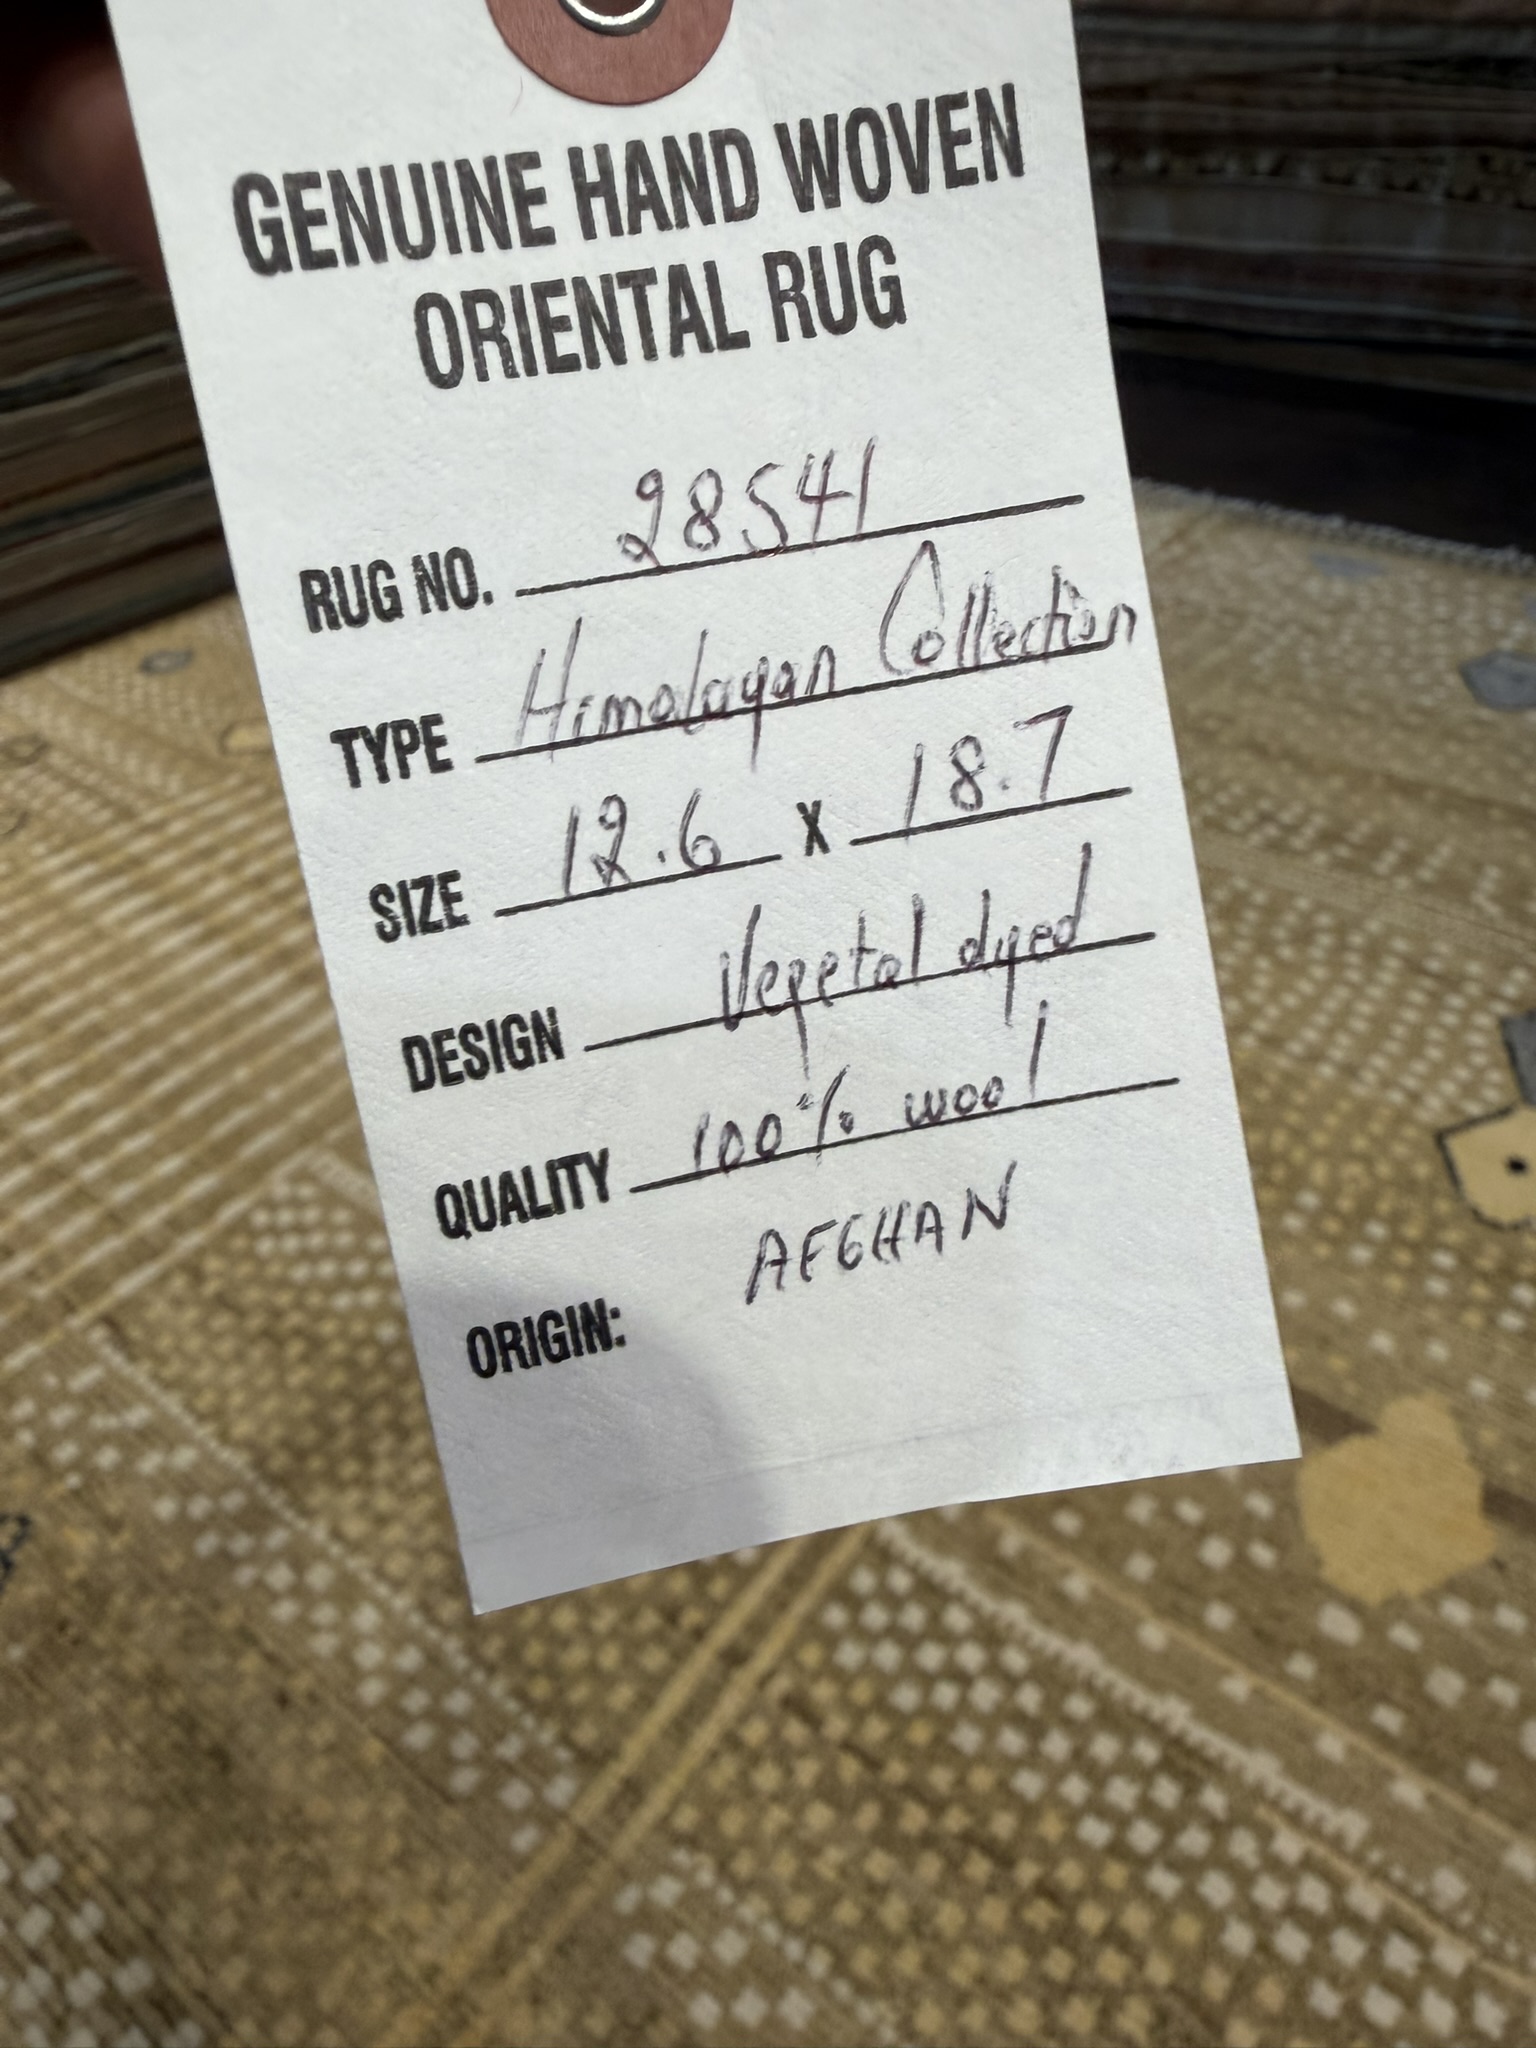 GENUINE HAND WOVEN
ORIENTAL RUG
RUG NO. 28541
TYPE Himalayan Collection
SIZE 12.6 X 18.7
DESIGN Vegetal dyed
QUALITY 100% wool
ORIGIN: AFGHAN